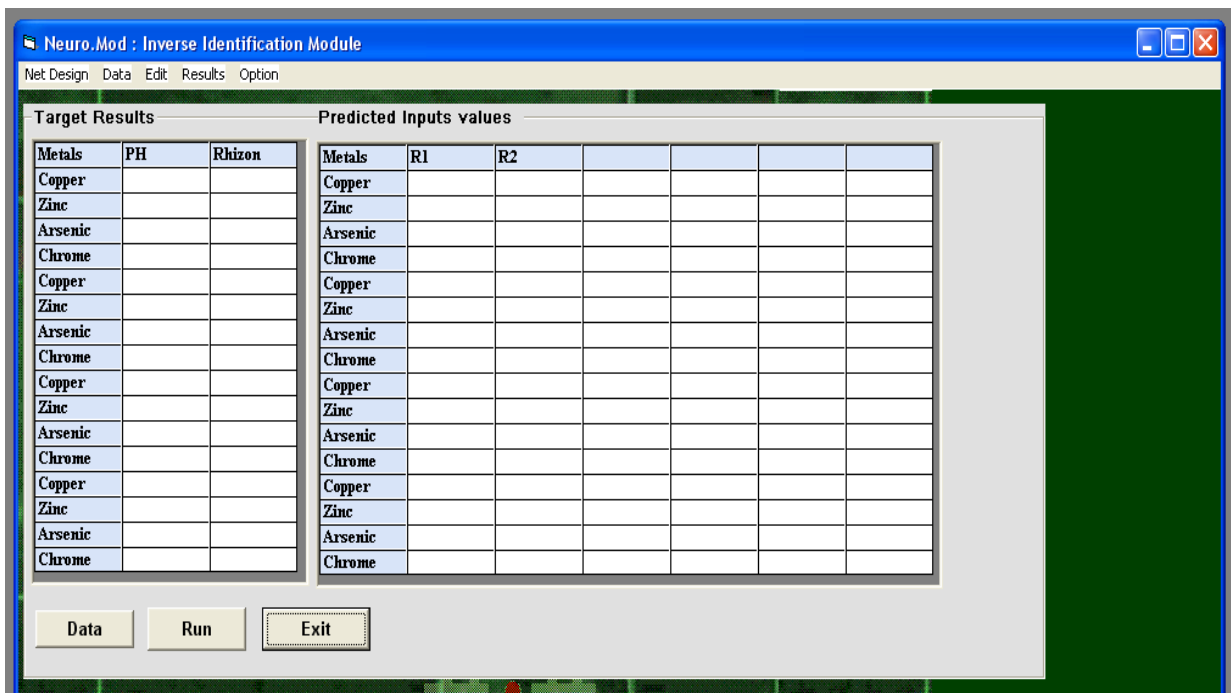 Neuro.Mod : Inverse Identification Module
Net Design Data Edit Results Option
Target Results
Metals PH Rhizon
Copper
Zinc
Arsenic
Chrome
Copper
Zinc
Arsenic
Chrome
Copper
Zinc
Arsenic
Chrome
Copper
Zinc
Arsenic
Chrome
Predicted Inputs values
Metals R1 R2
Copper
Zinc
Arsenic
Chrome
Copper
Zinc
Arsenic
Chrome
Copper
Zinc
Arsenic
Chrome
Copper
Zinc
Arsenic
Chrome
Data Run Exit